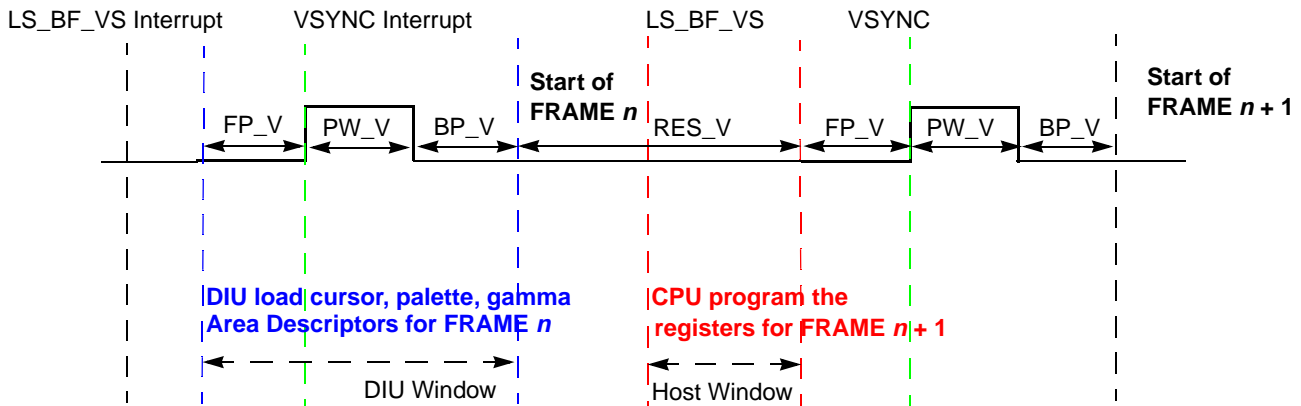 LS_BF_VS Interrupt
VSYNC Interrupt
LS_BF_VS
VSYNC
Start of
FRAME n
Start of
FRAME n + 1
FP_V
PW_V
BP_V
RES_V
FP_V
PW_V
BP_V
DIU load cursor, palette, gamma
Area Descriptors for FRAME n
CPU program the
registers for FRAME n + 1
DIU Window
Host Window